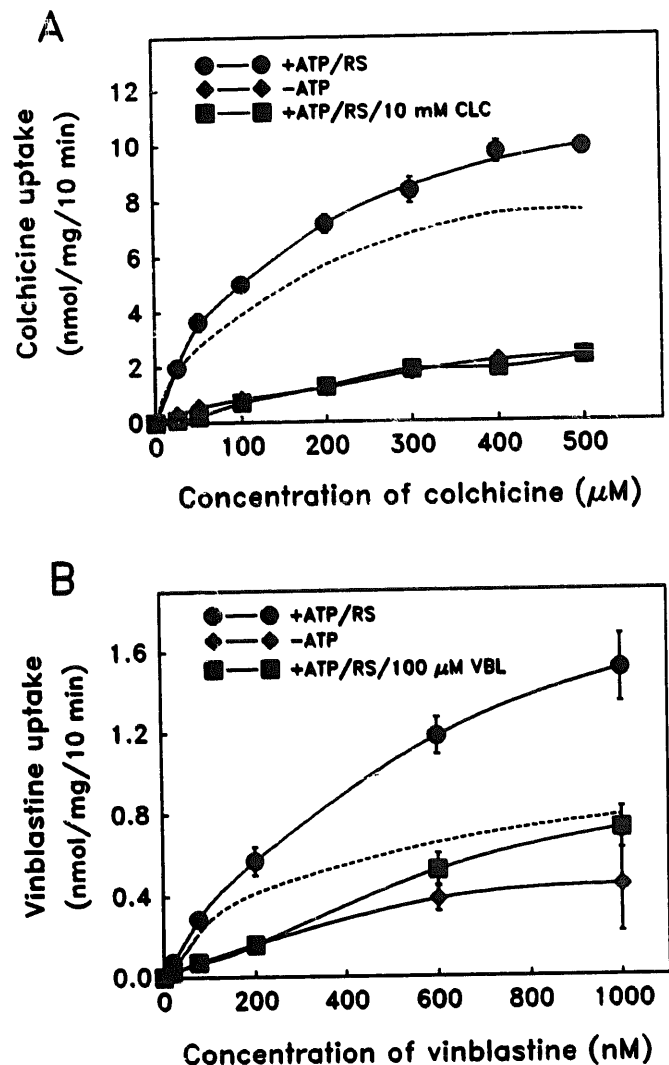 A
+ATP/RS
-ATP
+ATP/RS/10 mM CLC
Colchicine uptake
(nmol/mg/10 min)
12
10
8
6
4
2
0
0 100 200 300 400 500
Concentration of colchicine (μM)
B
+ATP/RS
-ATP
+ATP/RS/100 μM VBL
Vinblastine uptake
(nmol/mg/10 min)
1.6
1.2
0.8
0.4
0.0
0 200 400 600 800 1000
Concentration of vinblastine (nM)